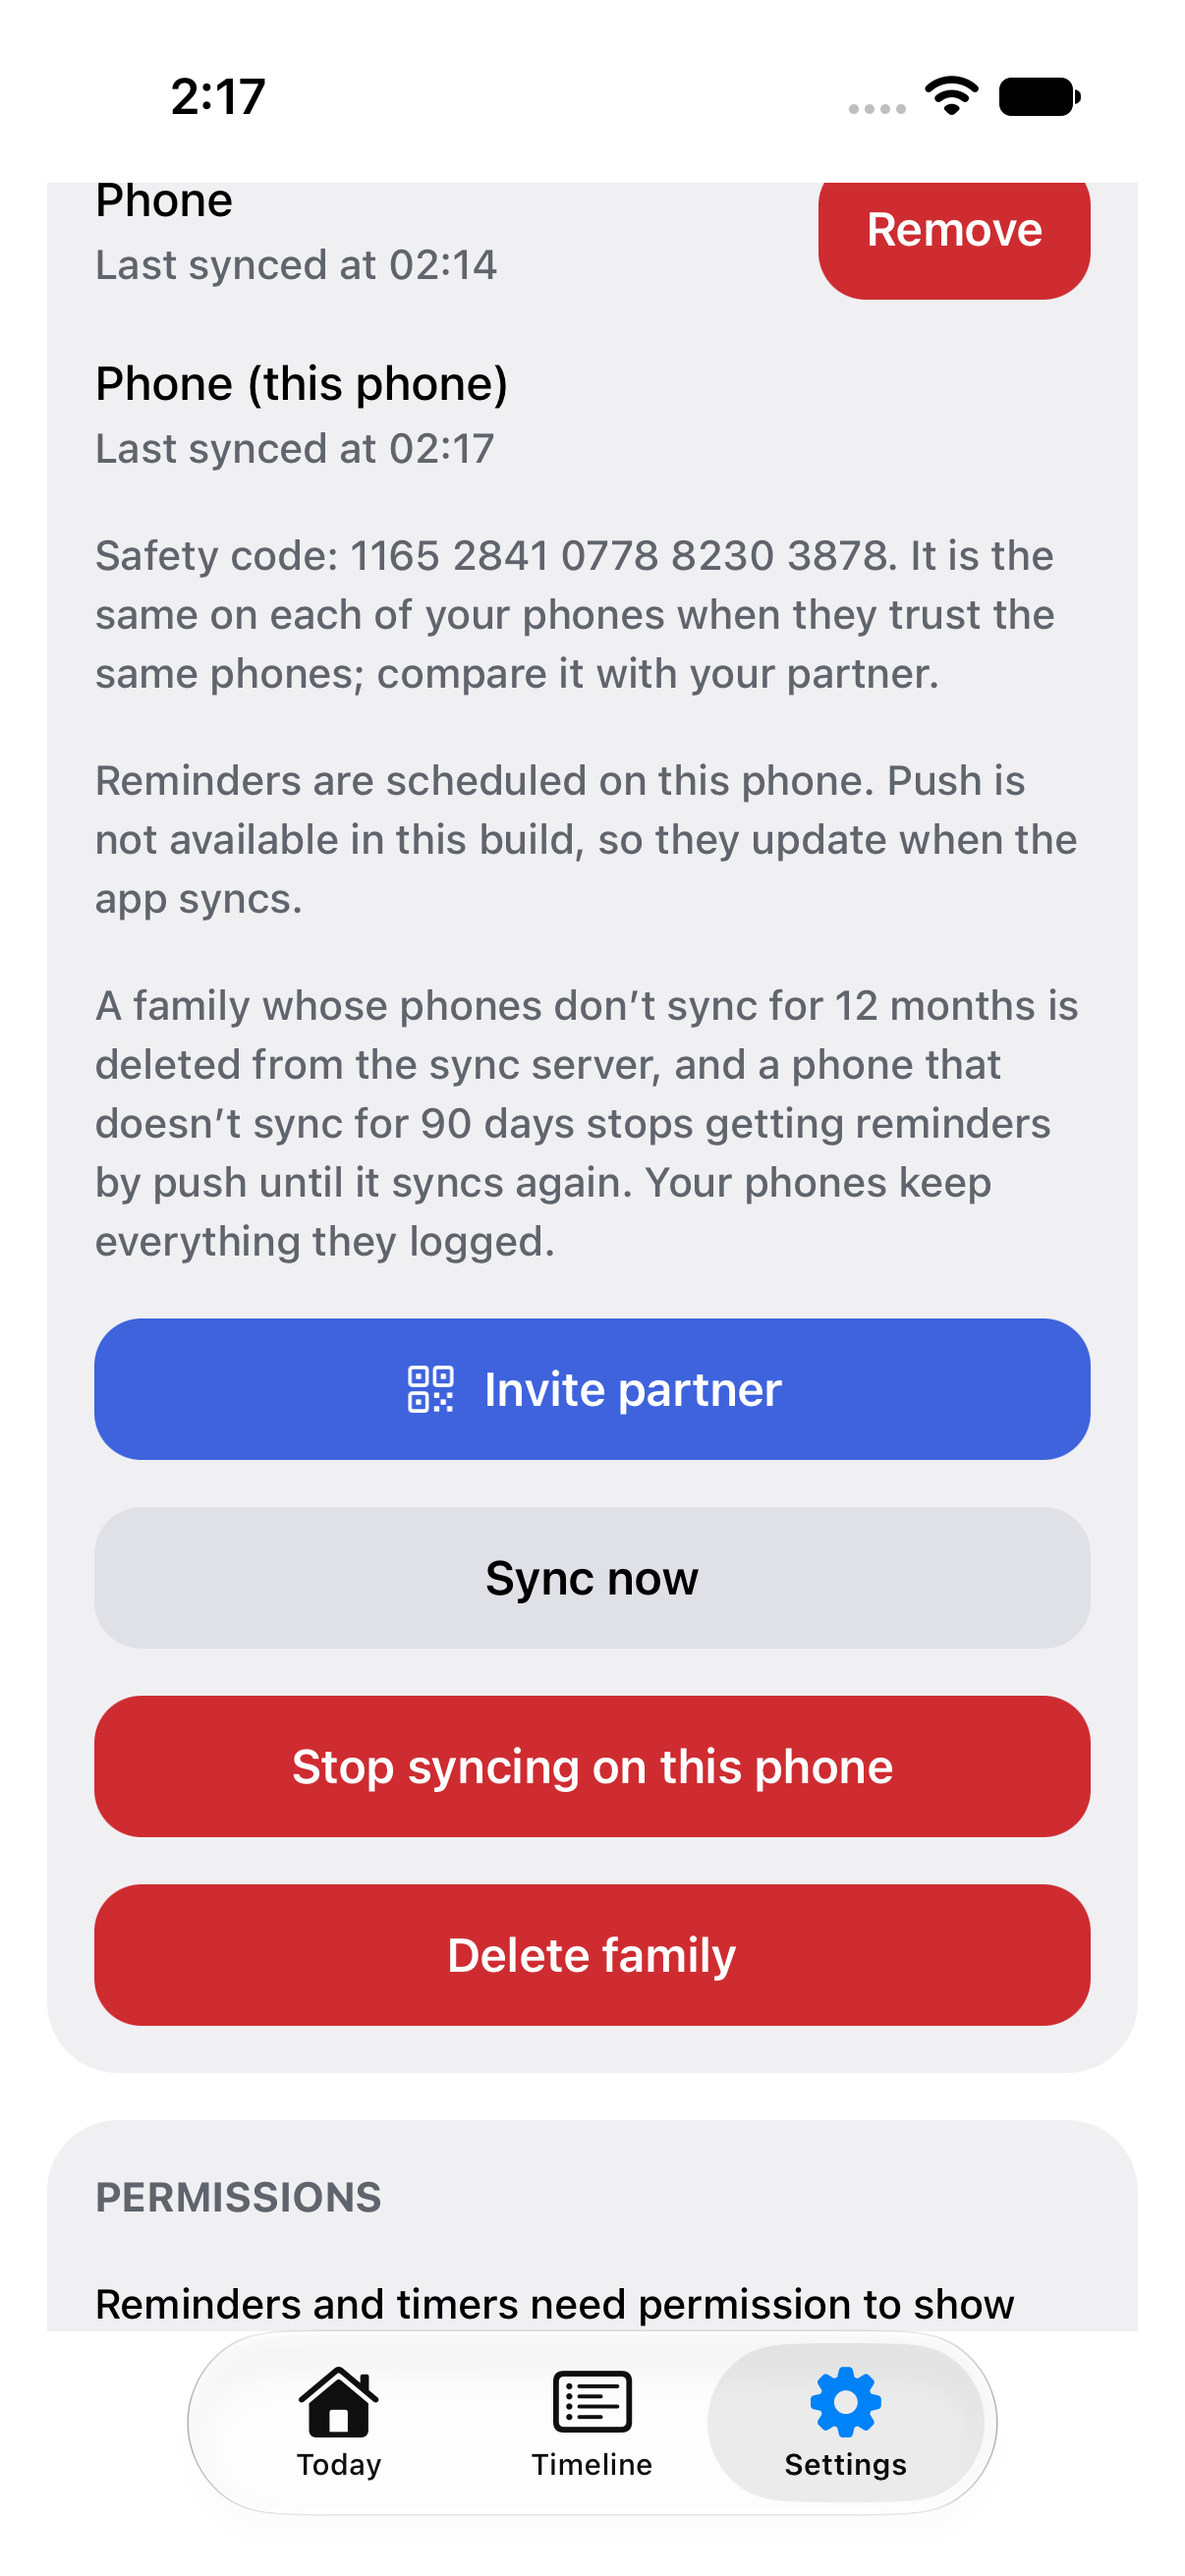 2:17
Phone
Remove
Last synced at 02:14
Phone (this phone)
Last synced at 02:17
Safety code: 1165 2841 0778 8230 3878. It is the
same on each of your phones when they trust the
same phones; compare it with your partner.
Reminders are scheduled on this phone. Push is
not available in this build, so they update when the
app syncs.
A family whose phones don’t sync for 12 months is
deleted from the sync server, and a phone that
doesn’t sync for 90 days stops getting reminders
by push until it syncs again. Your phones keep
everything they logged.
Invite partner
Sync now
Stop syncing on this phone
Delete family
PERMISSIONS
Reminders and timers need permission to show
Today
Timeline
Settings